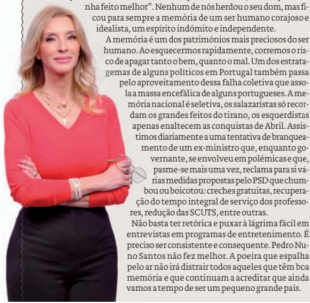 nha feito melhor". Nenhum de nós herdou o seu dom, mas fi-
cou para sempre a memória de um ser humano corajoso e
idealista, um espírito indómito e independente.
A memória é um dos patrimónios mais preciosos do ser
humano. Ao esquecermos rapidamente, corremos o ris-
co de apagar tanto o bem, quanto o mal. Um dos estrata-
gemas de alguns políticos em Portugal também passa
pelo aproveitamento dessa falha coletiva que asso-
la a massa encefálica de alguns portugueses. A me-
mória nacional é seletiva, os salazaristas só recor-
dam os grandes feitos do tirano, os esquerdistas
apenas enaltecem as conquistas de Abril. Assis-
timos diariamente a uma tentativa de branquea-
mento de um ex-ministro que, enquanto go-
vernante, se envolveu em polémicas e que,
pasme-se mais uma vez, reclama para si vá-
rias medidas propostas pelo PSD que chum-
bou ou boicotou: creches gratuitas, recupera-
ção do tempo integral de serviço dos professo-
res, redução das SCUTS, entre outras.
Não basta ter retórica e puxar à lágrima fácil em
entrevistas em programas de entretenimento. É
preciso ser consistente e consequente. Pedro Nu-
no Santos não fez melhor. A poeira que espalha
pelo ar não irá distrair todos aqueles que têm boa
memória e que continuam a acreditar que ainda
vamos a tempo de ser um pequeno grande país.